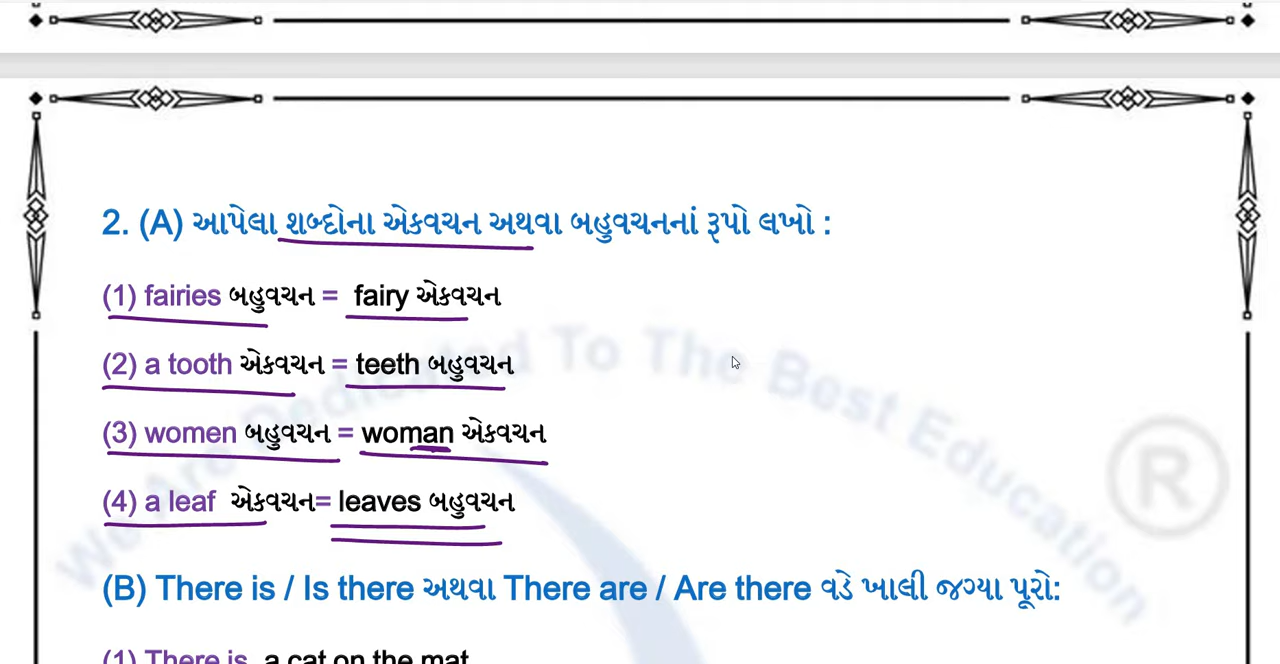 2. (A) આપેલા શબ્દોના એકવચન અથવા બહુવચનનાં રૂપો લખો :
(1) fairies બહુવચન = fairy એકવચન
(2) a tooth એકવચન = teeth બહુવચન
(3) women બહુવચન = woman એકવચન
(4) a leaf એકવચન= leaves બહુવચન
(B) There is / Is there અથવા There are / Are there વડે ખાલી જગ્યા પૂરો:
(1) There is a cat on the mat
We Are Dedicated To The Best Education ®